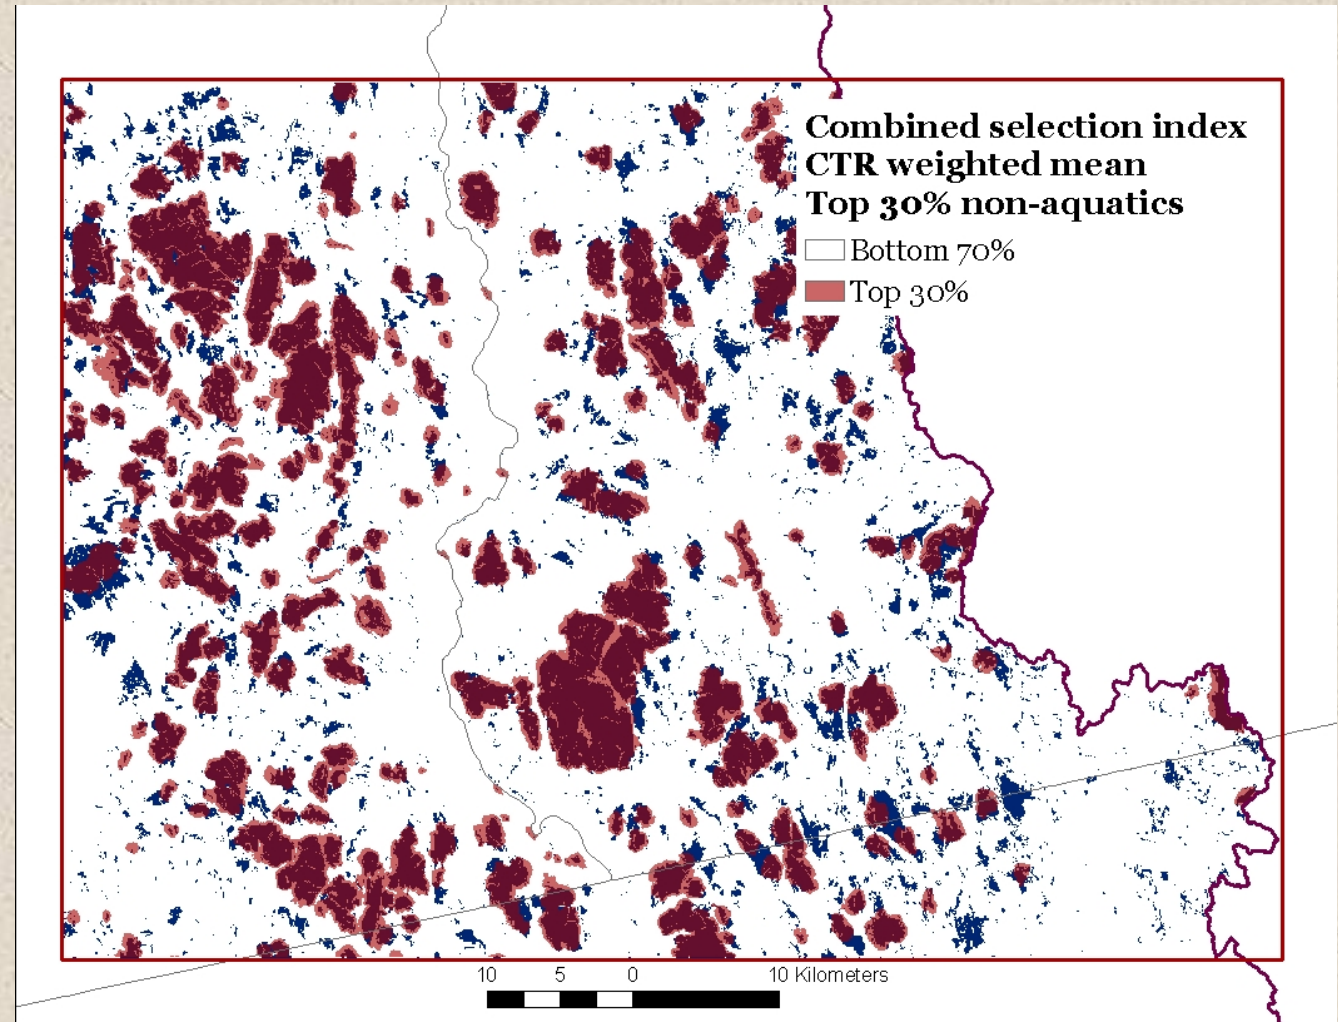 Combined selection index
CTR weighted mean
Top 30% non-aquatics
Bottom 70%
Top 30%
10 5 0 10 Kilometers